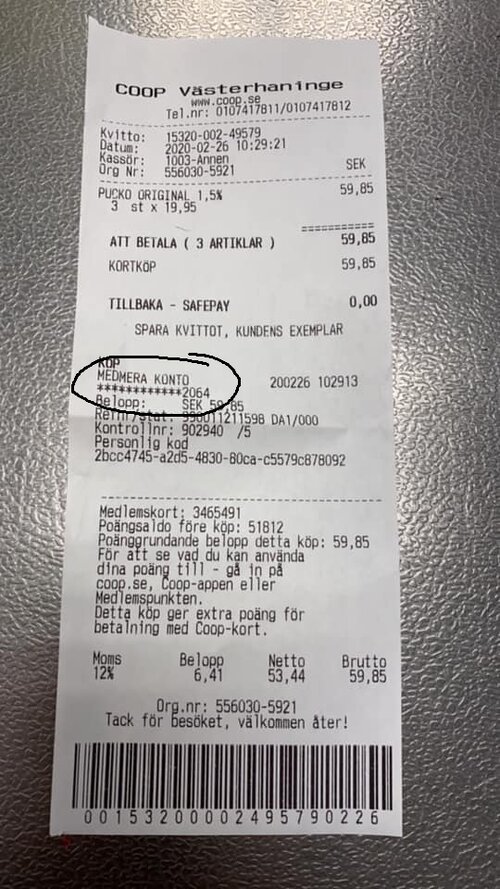 COOP Västerhaninge
www.coop.se
Tel.nr: 0107417811/0107417812
Kvitto: 15320-002-49579
Datum: 2020-02-26 10:29:21
Kassör: 1003-Annen
Org Nr: 556030-5921
SEK
PUCKO ORIGINAL 1,5% 59,85
3 st x 19,95
===========
ATT BETALA ( 3 ARTIKLAR ) 59,85
KORTKÖP 59,85
TILLBAKA - SAFEPAY 0,00
SPARA KVITTOT, KUNDENS EXEMPLAR
KÖP
MEDMERA KONTO 200226 102913
************2064
Belopp: SEK 59,85
Refnr/stat: 950011211598 DA1/000
Kontrollnr: 902940 /5
Personlig kod
2bcc4745-a2d5-4830-80ca-c5579c878092
Medlemskort: 3465491
Poängsaldo före köp: 51812
Poänggrundande belopp detta köp: 59,85
För att se vad du kan använda
dina poäng till - gå in på
coop.se, Coop-appen eller
Medlemspunkten.
Detta köp ger extra poäng för
betalning med Coop-kort.
Moms Belopp Netto Brutto
12% 6,41 53,44 59,85
Org.nr: 556030-5921
Tack för besöket, välkommen åter!
00153200002495790226